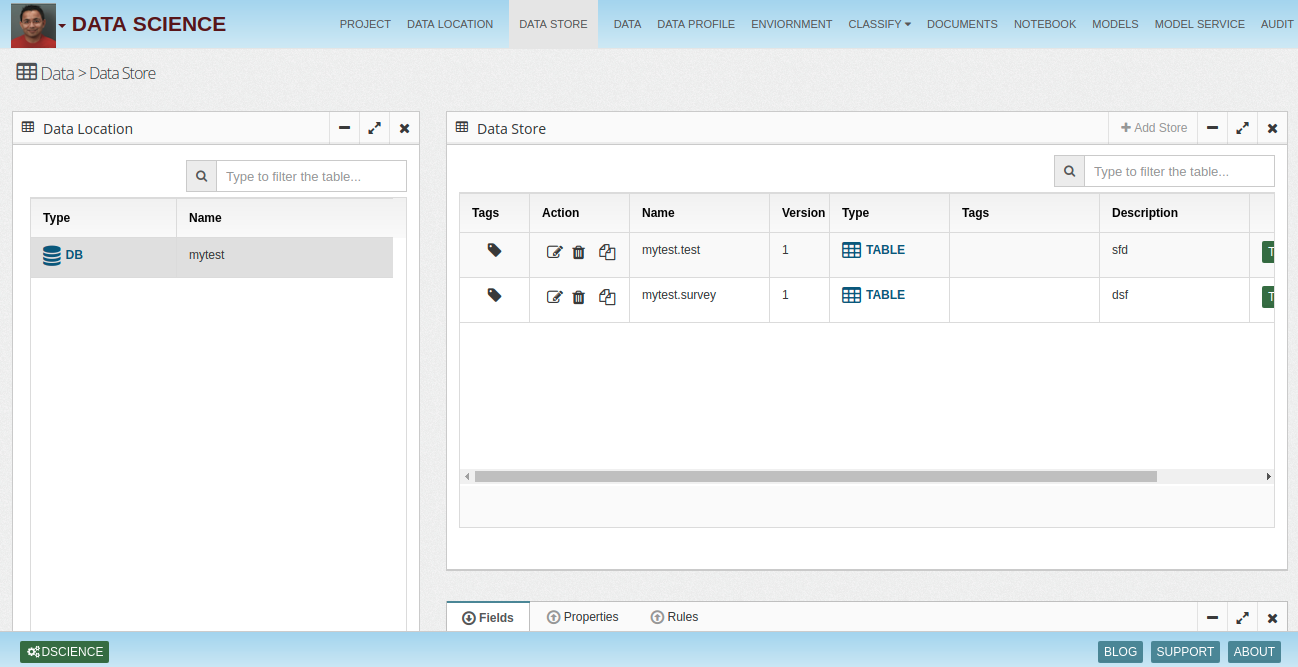 DATA SCIENCE PROJECT DATA LOCATION DATA STORE DATA DATA PROFILE ENVIORNMENT CLASSIFY DOCUMENTS NOTEBOOK MODELS MODEL SERVICE AUDIT
Data > Data Store
Data Location
Type to filter the table...
Type Name
DB mytest
Data Store Add Store
Type to filter the table...
Tags Action Name Version Type Tags Description
mytest.test 1 TABLE sfd T
mytest.survey 1 TABLE dsf T
Fields Properties Rules
DSCIENCE BLOG SUPPORT ABOUT